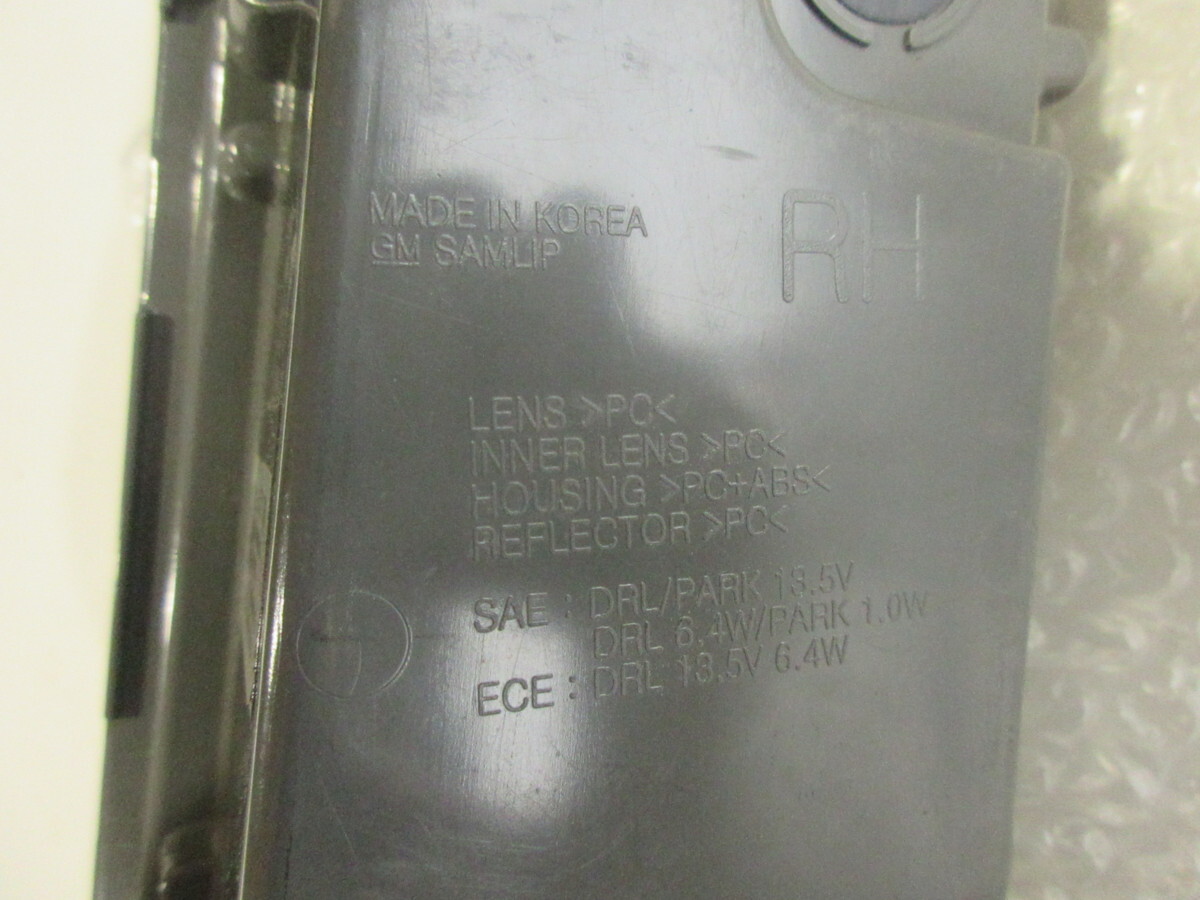 MADE IN KOREA
GM SAMLIP
RH
LENS >PC<
INNER LENS >PC<
HOUSING >PC+ABS<
REFLECTOR >PC<
SAE : DRL/PARK 13.5V
DRL 6.4W/PARK 1.0W
ECE : DRL 13.5V 6.4W